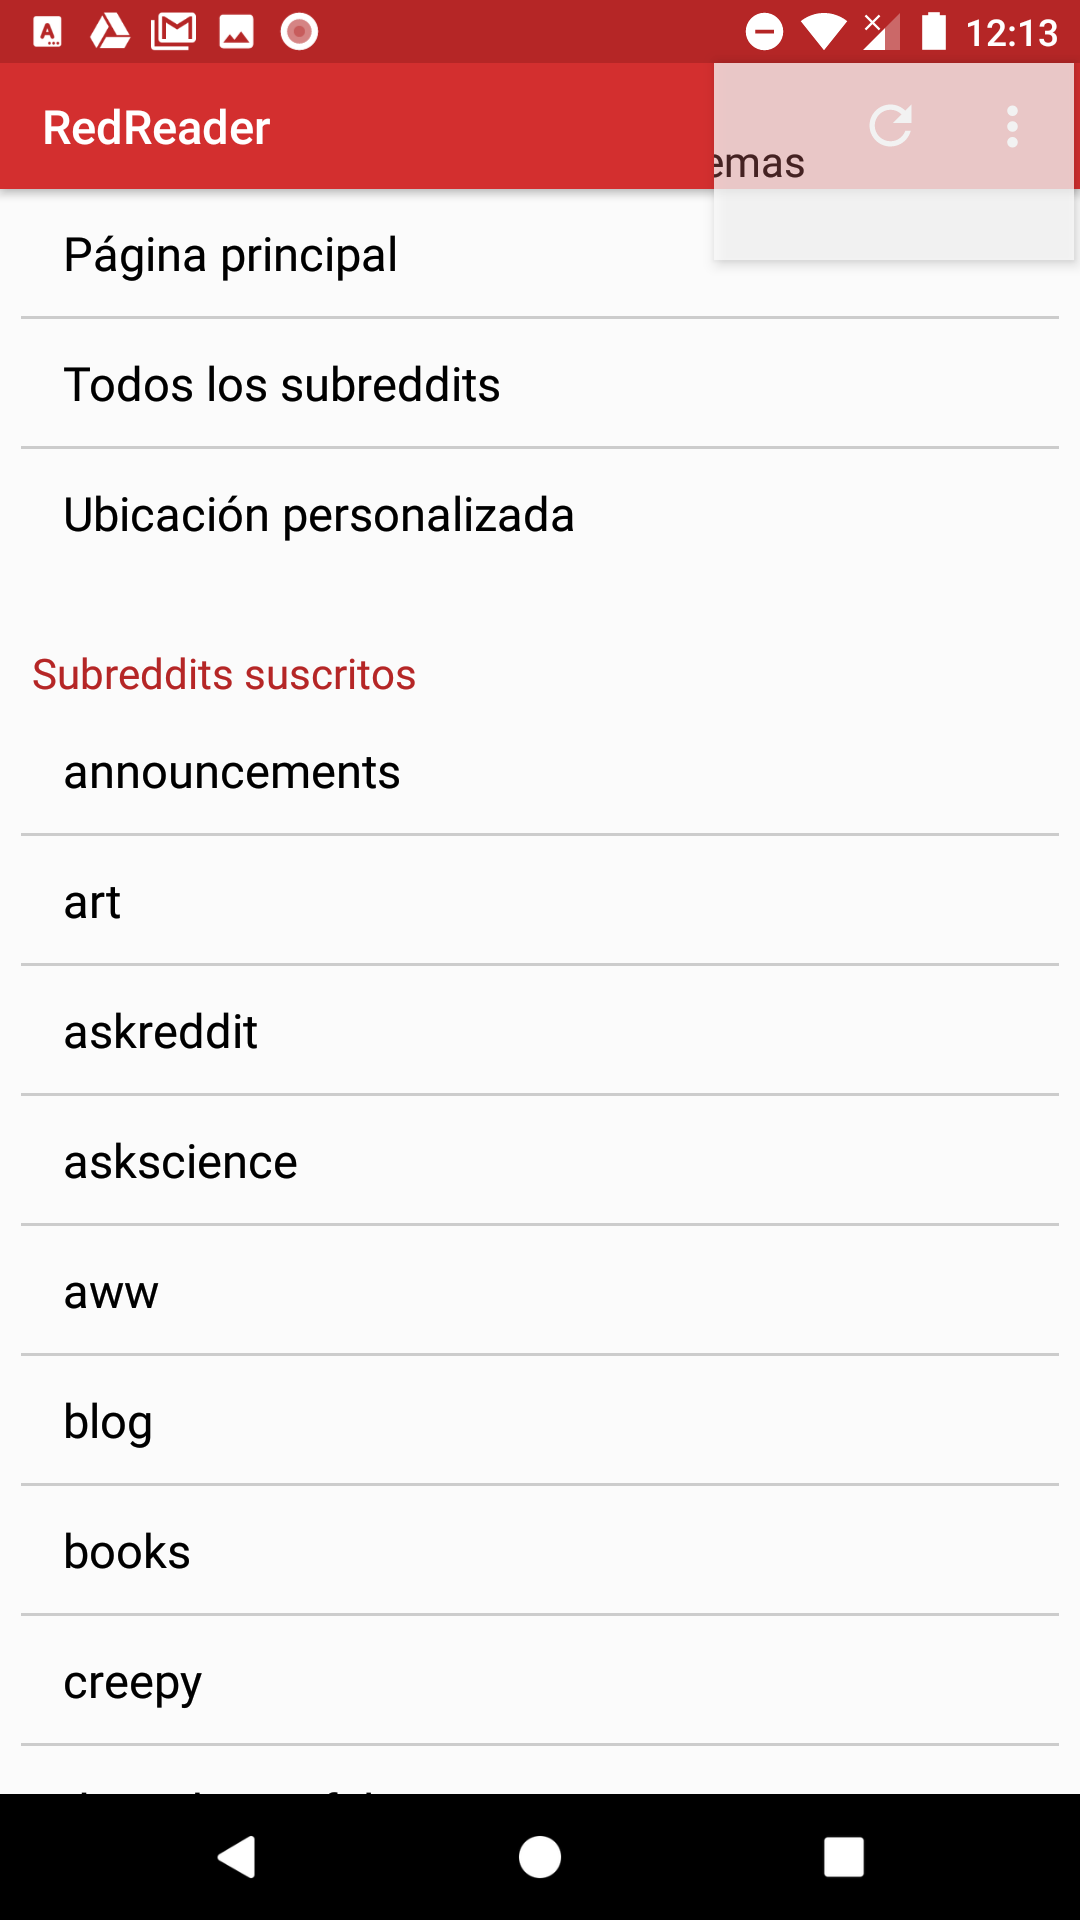 12:13
RedReader
emas
Página principal
Todos los subreddits
Ubicación personalizada
Subreddits suscritos
announcements
art
askreddit
askscience
aww
blog
books
creepy